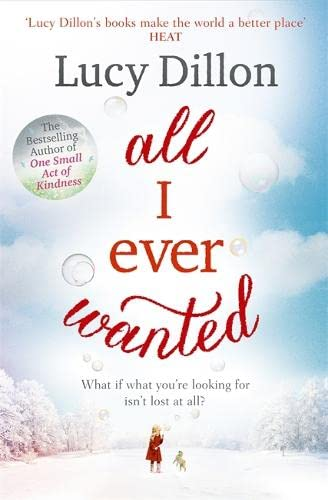 ‘Lucy Dillon's books make the world a better place’
HEAT
Lucy Dillon
The
Bestselling
Author of
One Small
Act of
Kindness
all
I
ever
wanted
What if what you're looking for
isn't lost at all?